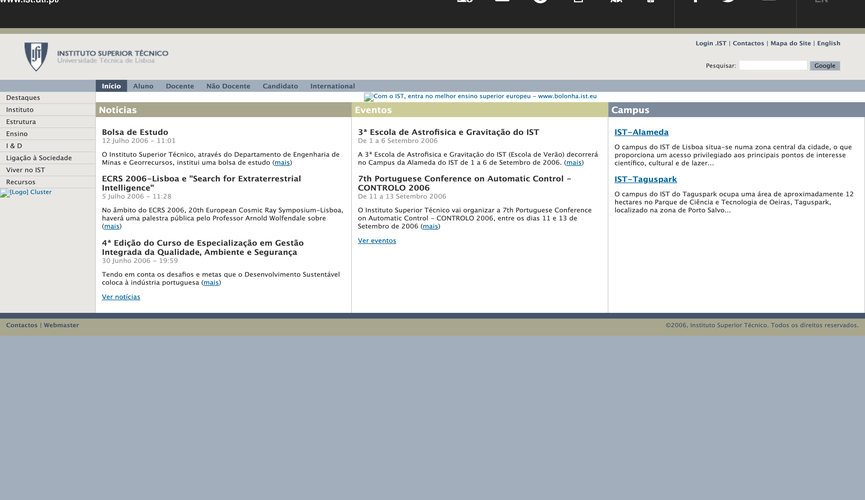 www.ist.utl.pt/
EN
Login .IST | Contactos | Mapa do Site | English
INSTITUTO SUPERIOR TÉCNICO
Universidade Técnica de Lisboa
Pesquisar:
Google
Início Aluno Docente Não Docente Candidato International
Destaques
Instituto
Estrutura
Ensino
I & D
Ligação à Sociedade
Viver no IST
Recursos
[Logo] Cluster
Com o IST, entra no melhor ensino superior europeu - www.bolonha.ist.eu
Notícias
Bolsa de Estudo
12 Julho 2006 - 11:01
O Instituto Superior Técnico, através do Departamento de Engenharia de
Minas e Georrecursos, institui uma bolsa de estudo (mais)
ECRS 2006-Lisboa e "Search for Extraterrestrial
Intelligence"
5 Julho 2006 - 11:28
No âmbito do ECRS 2006, 20th European Cosmic Ray Symposium-Lisboa,
haverá uma palestra pública pelo Professor Arnold Wolfendale sobre
(mais)
4ª Edição do Curso de Especialização em Gestão
Integrada da Qualidade, Ambiente e Segurança
30 Junho 2006 - 19:59
Tendo em conta os desafios e metas que o Desenvolvimento Sustentável
coloca à indústria portuguesa (mais)
Ver notícias
Eventos
3ª Escola de Astrofisica e Gravitação do IST
De 1 a 6 Setembro 2006
A 3ª Escola de Astrofisica e Gravitação do IST (Escola de Verão) decorrerá
no Campus da Alameda do IST de 1 a 6 de Setembro de 2006. (mais)
7th Portuguese Conference on Automatic Control -
CONTROLO 2006
De 11 a 13 Setembro 2006
O Instituto Superior Técnico vai organizar a 7th Portuguese Conference
on Automatic Control - CONTROLO 2006, entre os dias 11 e 13 de
Setembro de 2006 (mais)
Ver eventos
Campus
IST-Alameda
O campus do IST de Lisboa situa-se numa zona central da cidade, o que
proporciona um acesso privilegiado aos principais pontos de interesse
científico, cultural e de lazer...
IST-Taguspark
O campus do IST do Taguspark ocupa uma área de aproximadamente 12
hectares no Parque de Ciência e Tecnologia de Oeiras, Taguspark,
localizado na zona de Porto Salvo...
Contactos | Webmaster
©2006, Instituto Superior Técnico. Todos os direitos reservados.